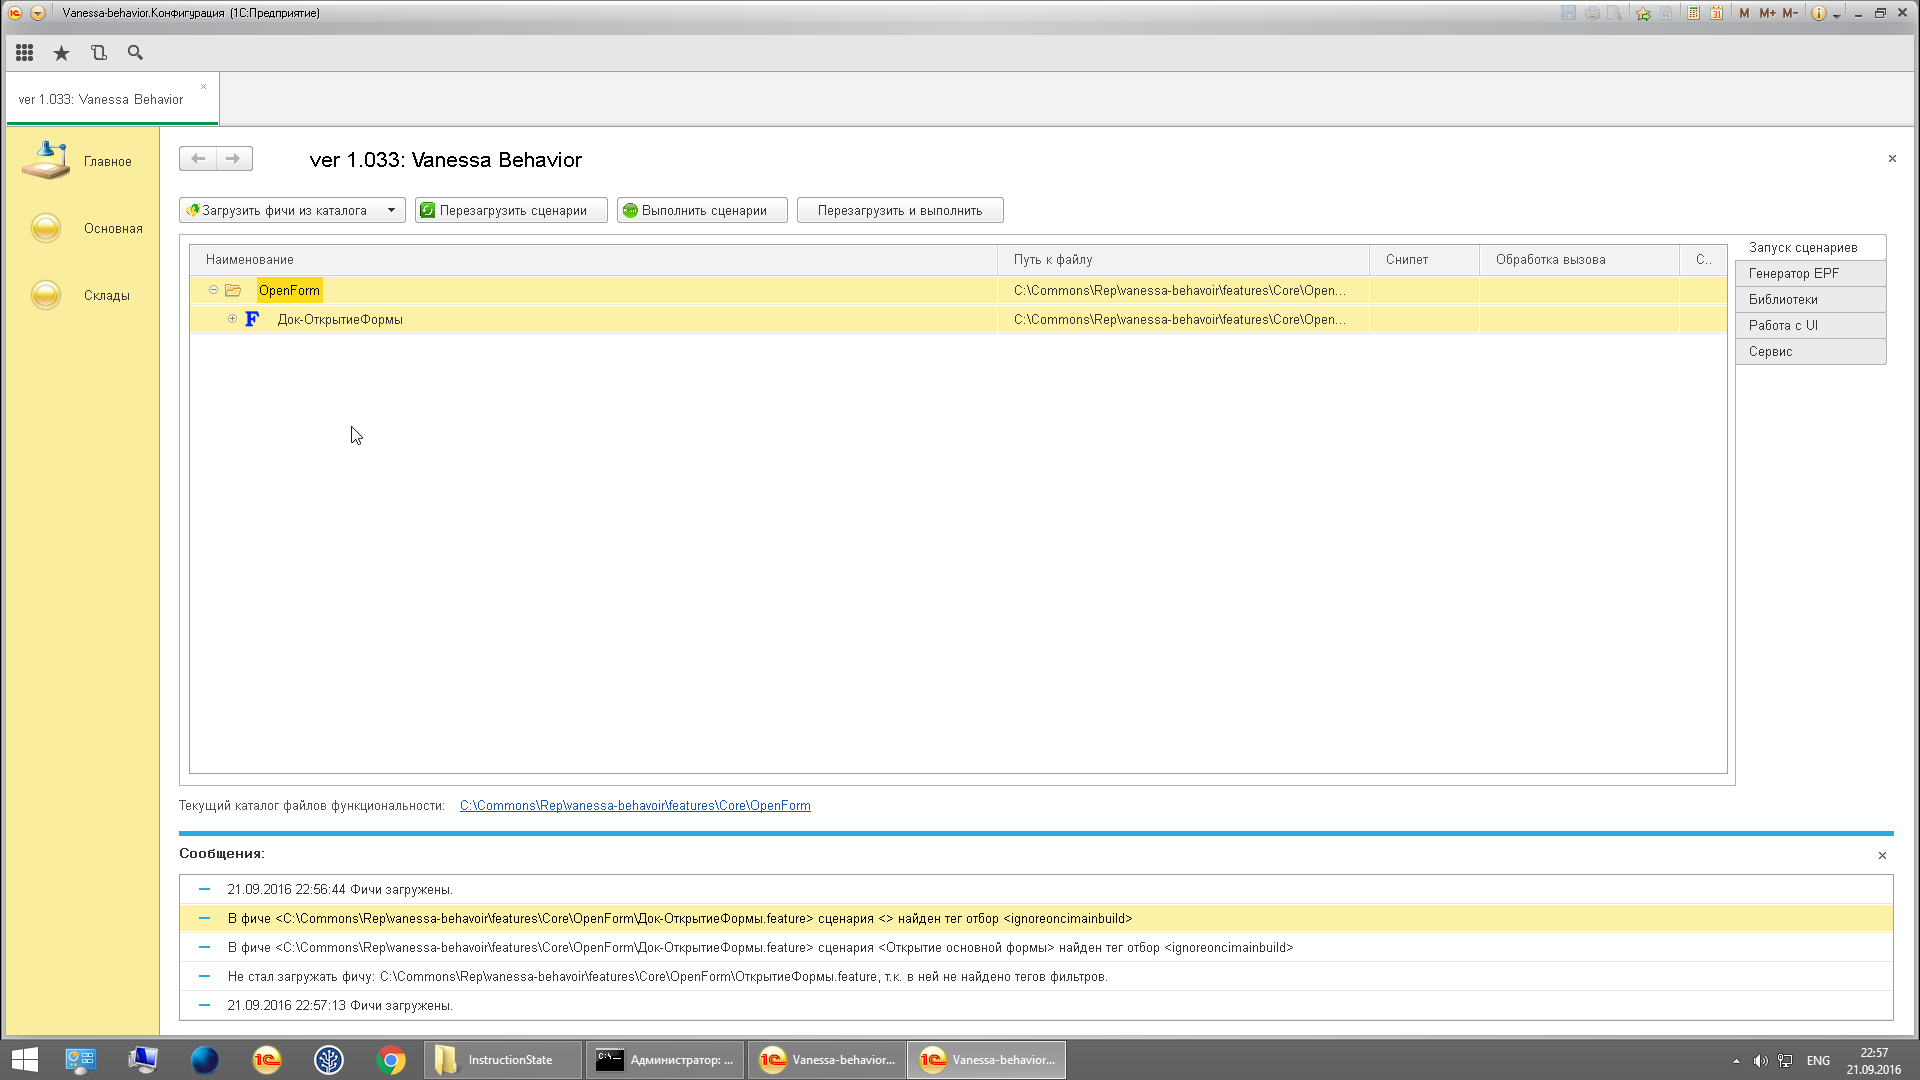 Vanessa-behavior.Конфигурация (1С:Предприятие)
31 M M+ M-
ver 1.033: Vanessa Behavior
Главное
Основная
Склады
ver 1.033: Vanessa Behavior
Загрузить фичи из каталога
Перезагрузить сценарии
Выполнить сценарии
Перезагрузить и выполнить
Наименование Путь к файлу Снипет Обработка вызова С..
OpenForm C:\Commons\Rep\vanessa-behavoir\features\Core\Open...
Док-ОткрытиеФормы C:\Commons\Rep\vanessa-behavoir\features\Core\Open...
Запуск сценариев
Генератор EPF
Библиотеки
Работа с UI
Сервис
Текущий каталог файлов функциональности: C:\Commons\Rep\vanessa-behavoir\features\Core\OpenForm
Сообщения:
21.09.2016 22:56:44 Фичи загружены.
В фиче <C:\Commons\Rep\vanessa-behavoir\features\Core\OpenForm\Док-ОткрытиеФормы.feature> сценария <> найден тег отбор <ignoreoncimainbuild>
В фиче <C:\Commons\Rep\vanessa-behavoir\features\Core\OpenForm\Док-ОткрытиеФормы.feature> сценария <Открытие основной формы> найден тег отбор <ignoreoncimainbuild>
Не стал загружать фичу: C:\Commons\Rep\vanessa-behavoir\features\Core\OpenForm\ОткрытиеФормы.feature, т.к. в ней не найдено тегов фильтров.
21.09.2016 22:57:13 Фичи загружены.
InstructionState
Администратор: ...
Vanessa-behavior...
Vanessa-behavior...
ENG
22:57
21.09.2016